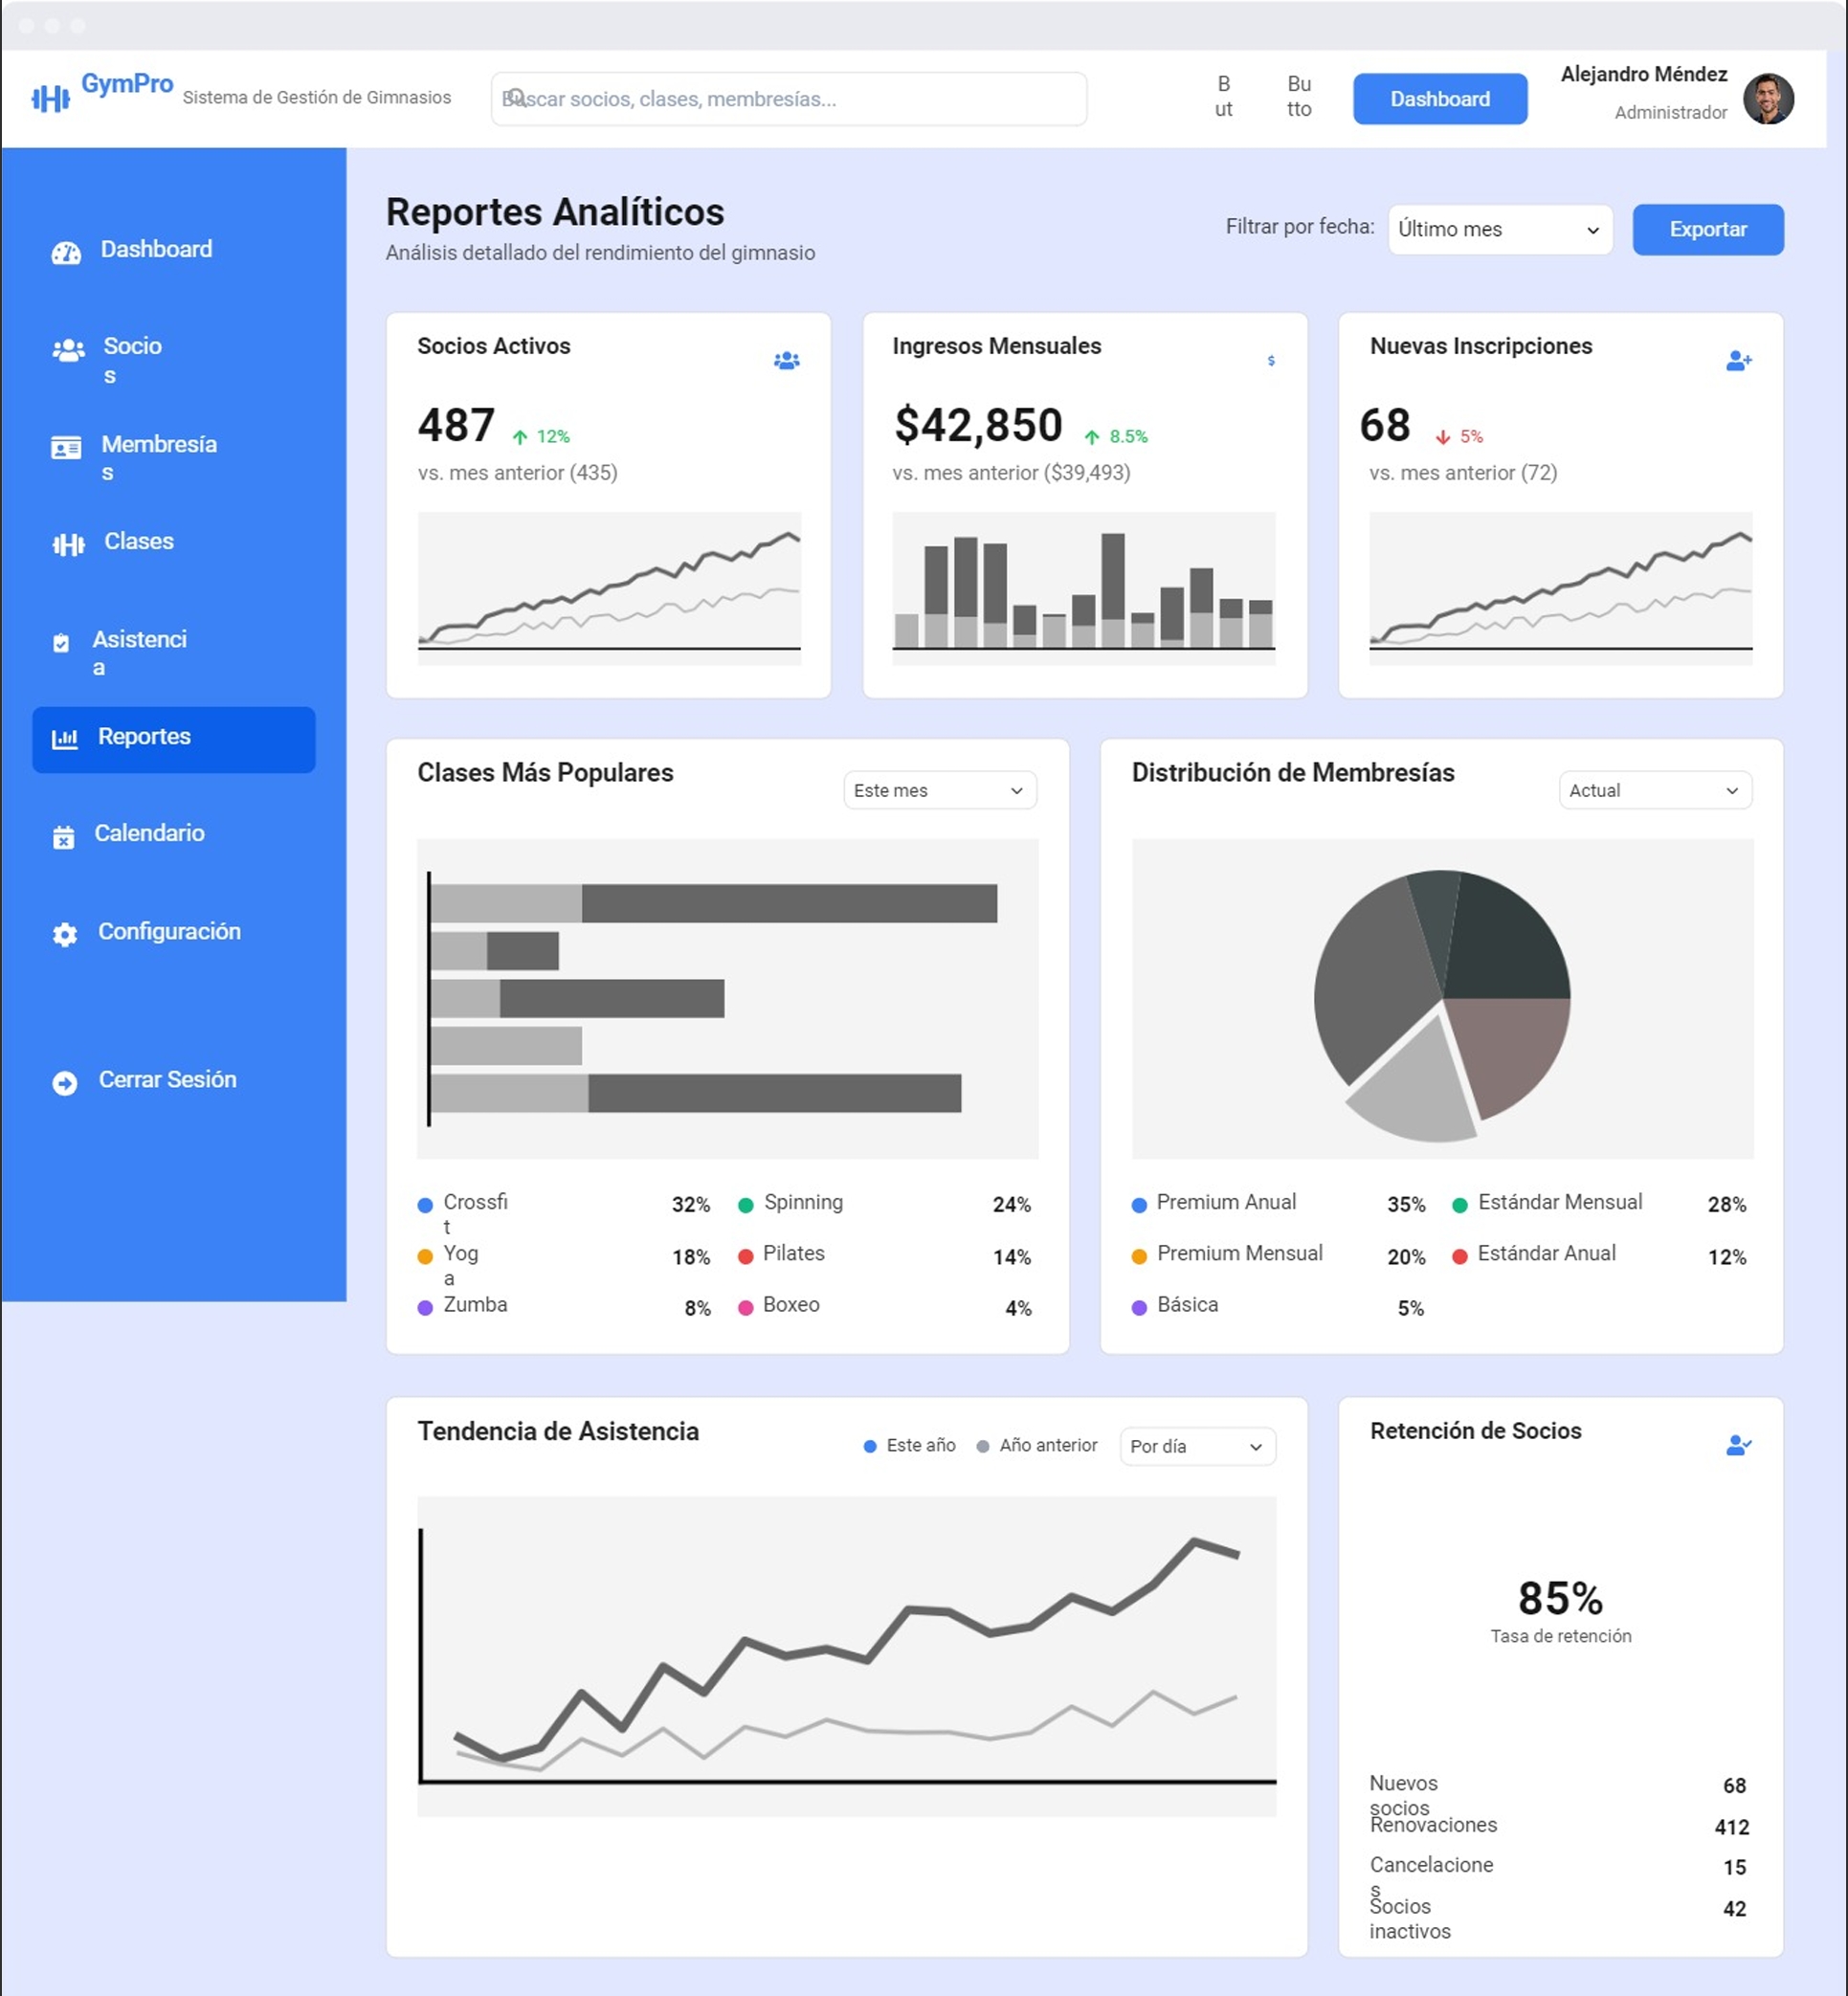 GymPro
Sistema de Gestión de Gimnasios
Buscar socios, clases, membresías...
B
ut
Bu
tto
Dashboard
Alejandro Méndez
Administrador
Dashboard
Socio
s
Membresía
s
Clases
Asistenci
a
Reportes
Calendario
Configuración
Cerrar Sesión
Reportes Analíticos
Análisis detallado del rendimiento del gimnasio
Filtrar por fecha:
Último mes
Exportar
Socios Activos
487
12%
vs. mes anterior (435)
Ingresos Mensuales
$
$42,850
8.5%
vs. mes anterior ($39,493)
Nuevas Inscripciones
68
5%
vs. mes anterior (72)
Clases Más Populares
Este mes
Crossfi
t
32%
Spinning
24%
Yog
a
18%
Pilates
14%
Zumba
8%
Boxeo
4%
Distribución de Membresías
Actual
Premium Anual
35%
Estándar Mensual
28%
Premium Mensual
20%
Estándar Anual
12%
Básica
5%
Tendencia de Asistencia
Este año
Año anterior
Por día
Retención de Socios
85%
Tasa de retención
Nuevos
socios
68
Renovaciones
412
Cancelacione
s
15
Socios
inactivos
42